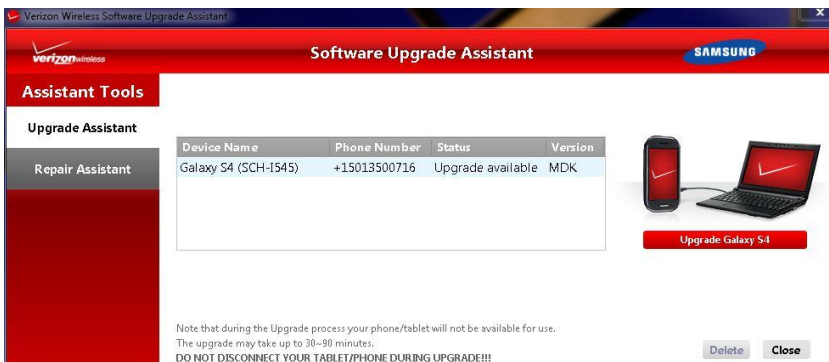 Verizon Wireless Software Upgrade Assistant
verizonwireless
Software Upgrade Assistant
SAMSUNG
Assistant Tools
Upgrade Assistant
Repair Assistant
Device Name Phone Number Status Version
Galaxy S4 (SCH-I545) +15013500716 Upgrade available MDK
Upgrade Galaxy S4
Note that during the Upgrade process your phone/tablet will not be available for use.
The upgrade may take up to 30~90 minutes.
DO NOT DISCONNECT YOUR TABLET/PHONE DURING UPGRADE!!!
Delete Close